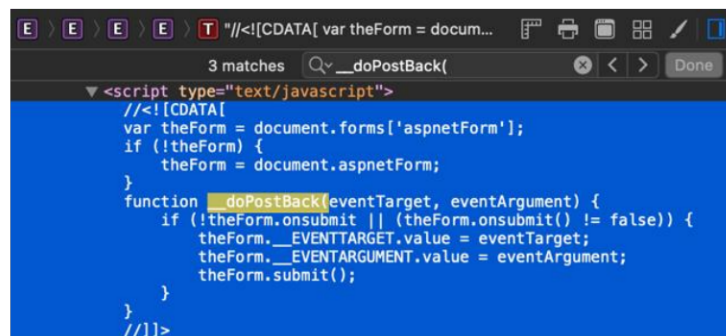 E > E > E > E > T "//<![CDATA[ var theForm = docum...
3 matches __doPostBack( Done
▼ <script type="text/javascript">
//<![CDATA[
var theForm = document.forms['aspnetForm'];
if (!theForm) {
theForm = document.aspnetForm;
}
function __doPostBack(eventTarget, eventArgument) {
if (!theForm.onsubmit || (theForm.onsubmit() != false)) {
theForm.__EVENTTARGET.value = eventTarget;
theForm.__EVENTARGUMENT.value = eventArgument;
theForm.submit();
}
}
//]]>